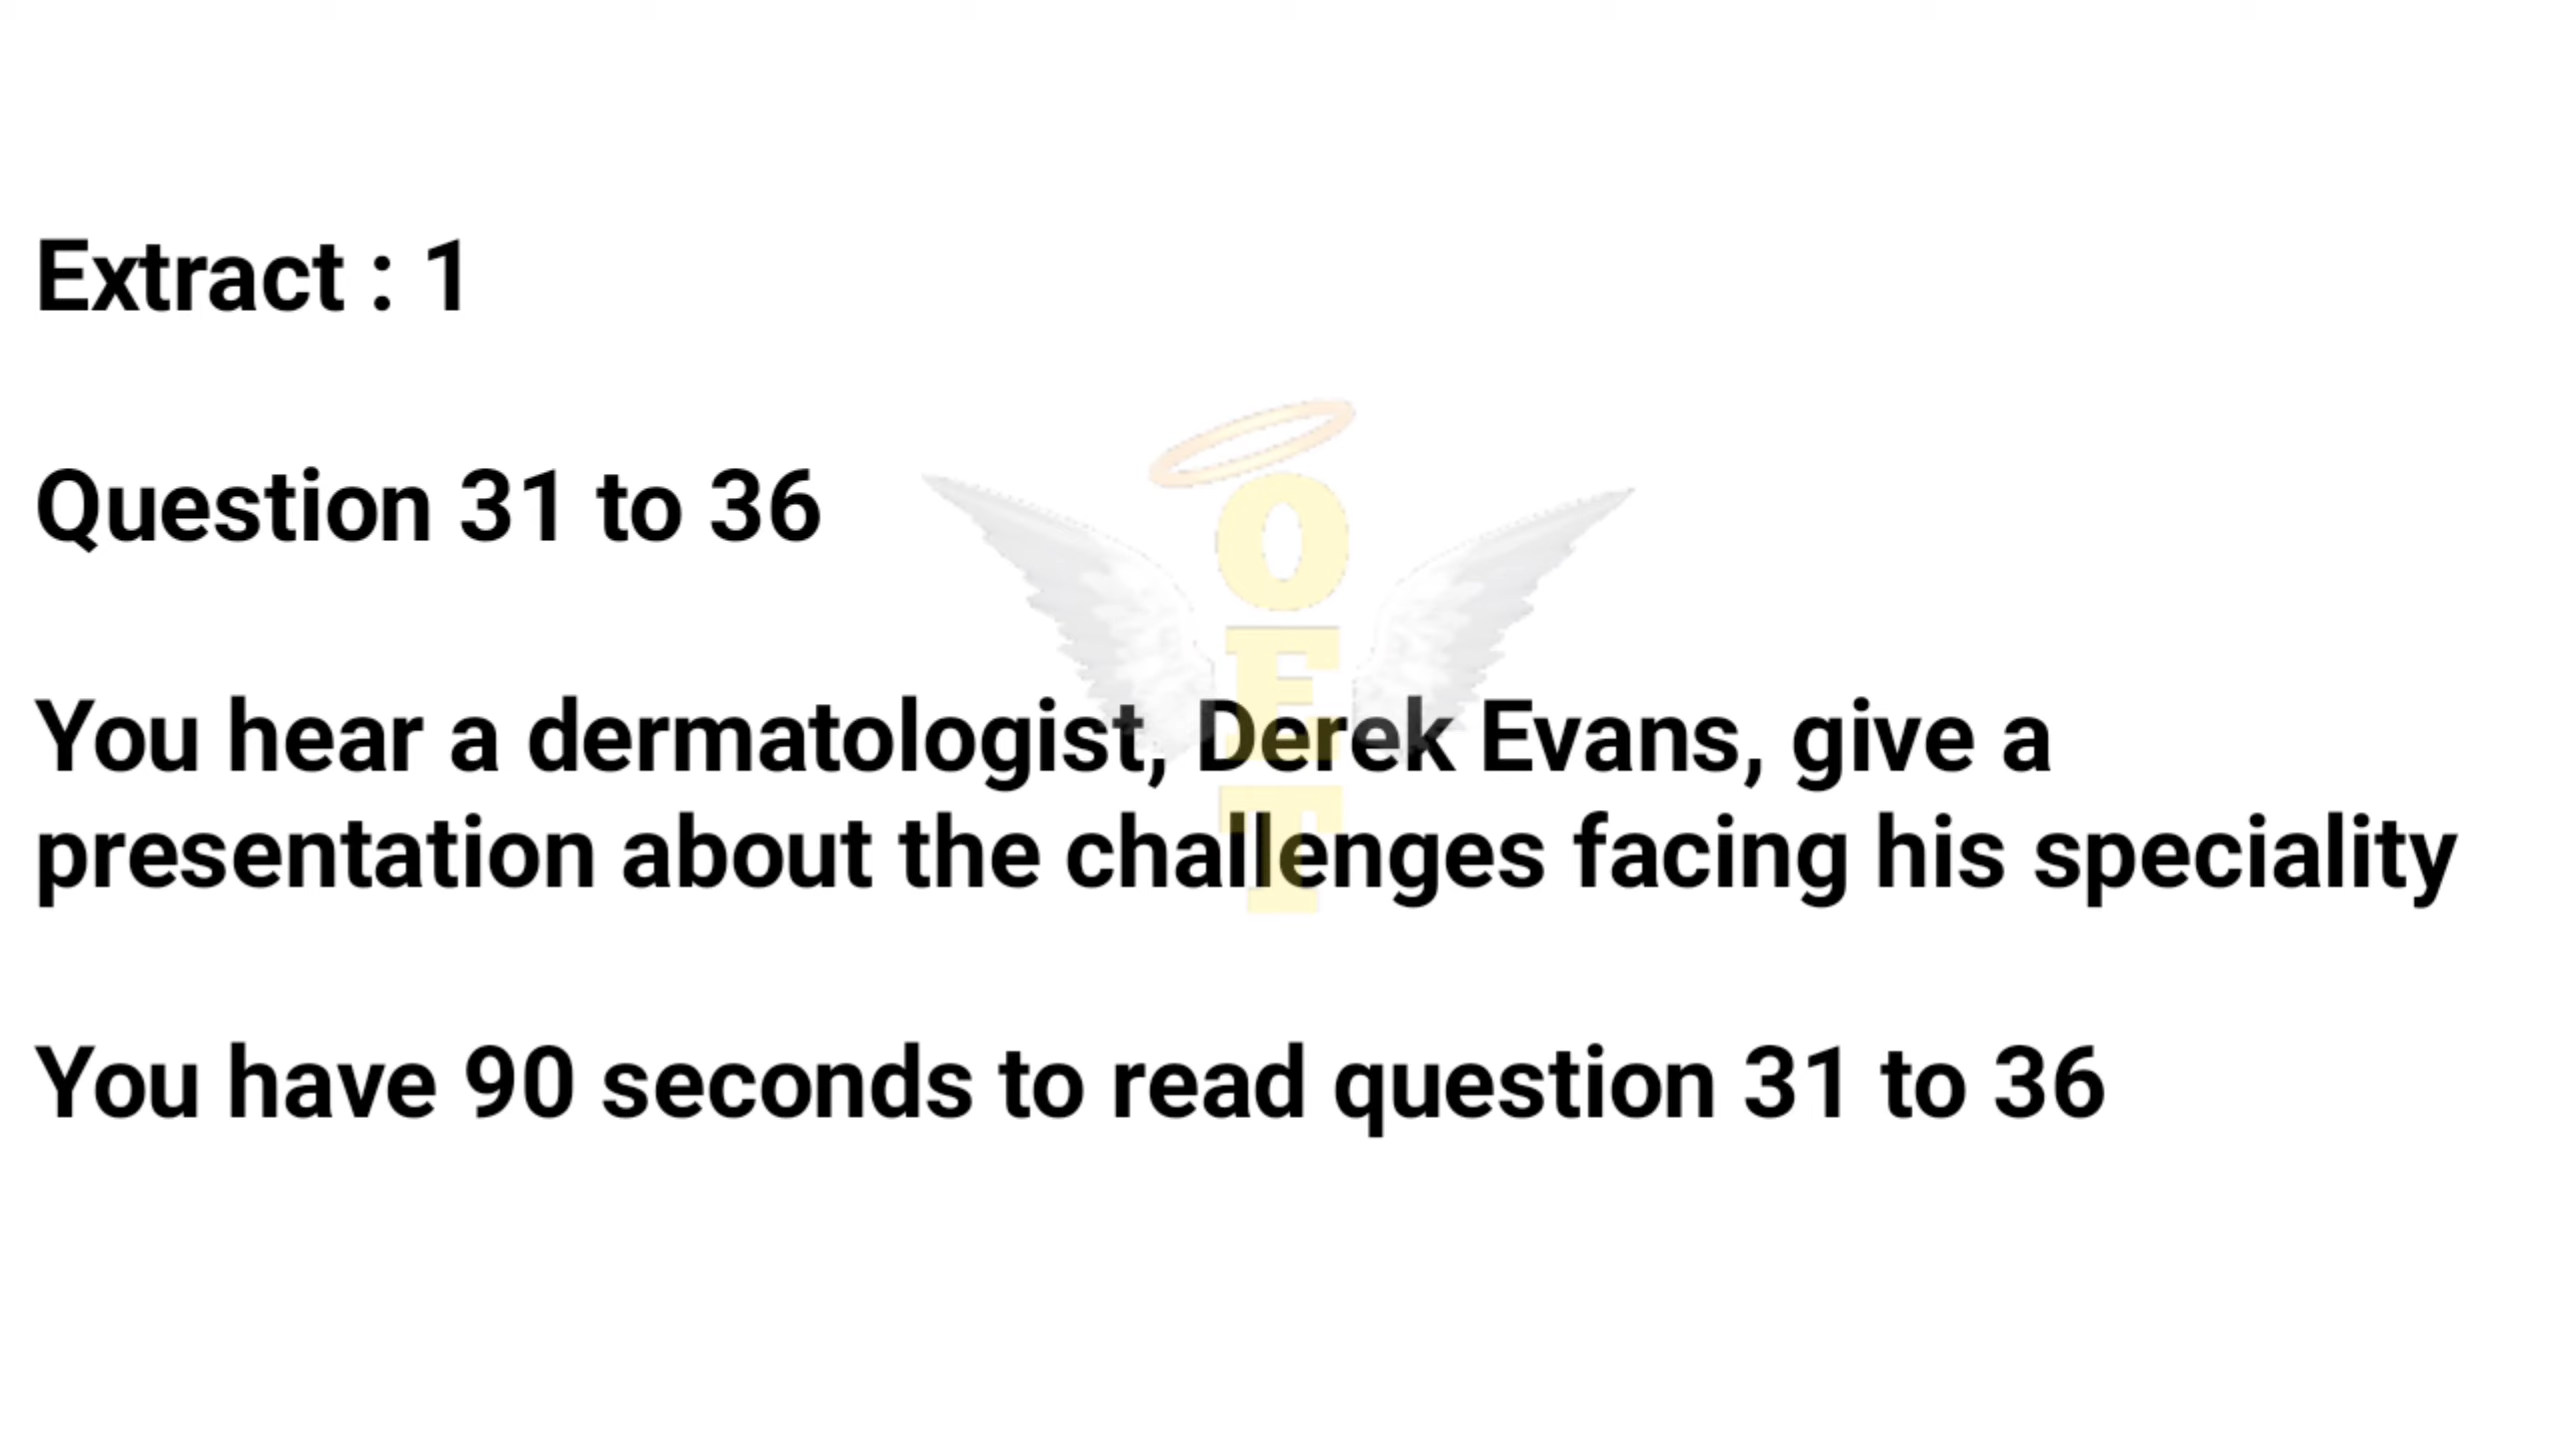 Extract : 1
Question 31 to 36
OET
You hear a dermatologist, Derek Evans, give a
presentation about the challenges facing his speciality
You have 90 seconds to read question 31 to 36